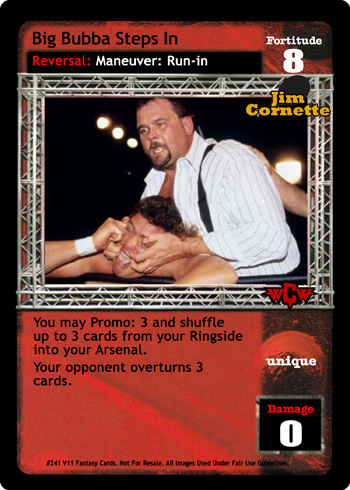 Big Bubba Steps In
Fortitude
Reversal: Maneuver: Run-in
8
Jim
Cornette
WCW
You may Promo: 3 and shuffle
up to 3 cards from your Ringside
into your Arsenal.
Your opponent overturns 3
cards.
unique
Damage
0
#241 V11 Fantasy Cards. Not For Resale. All Images Used Under Fair Use Guidelines.